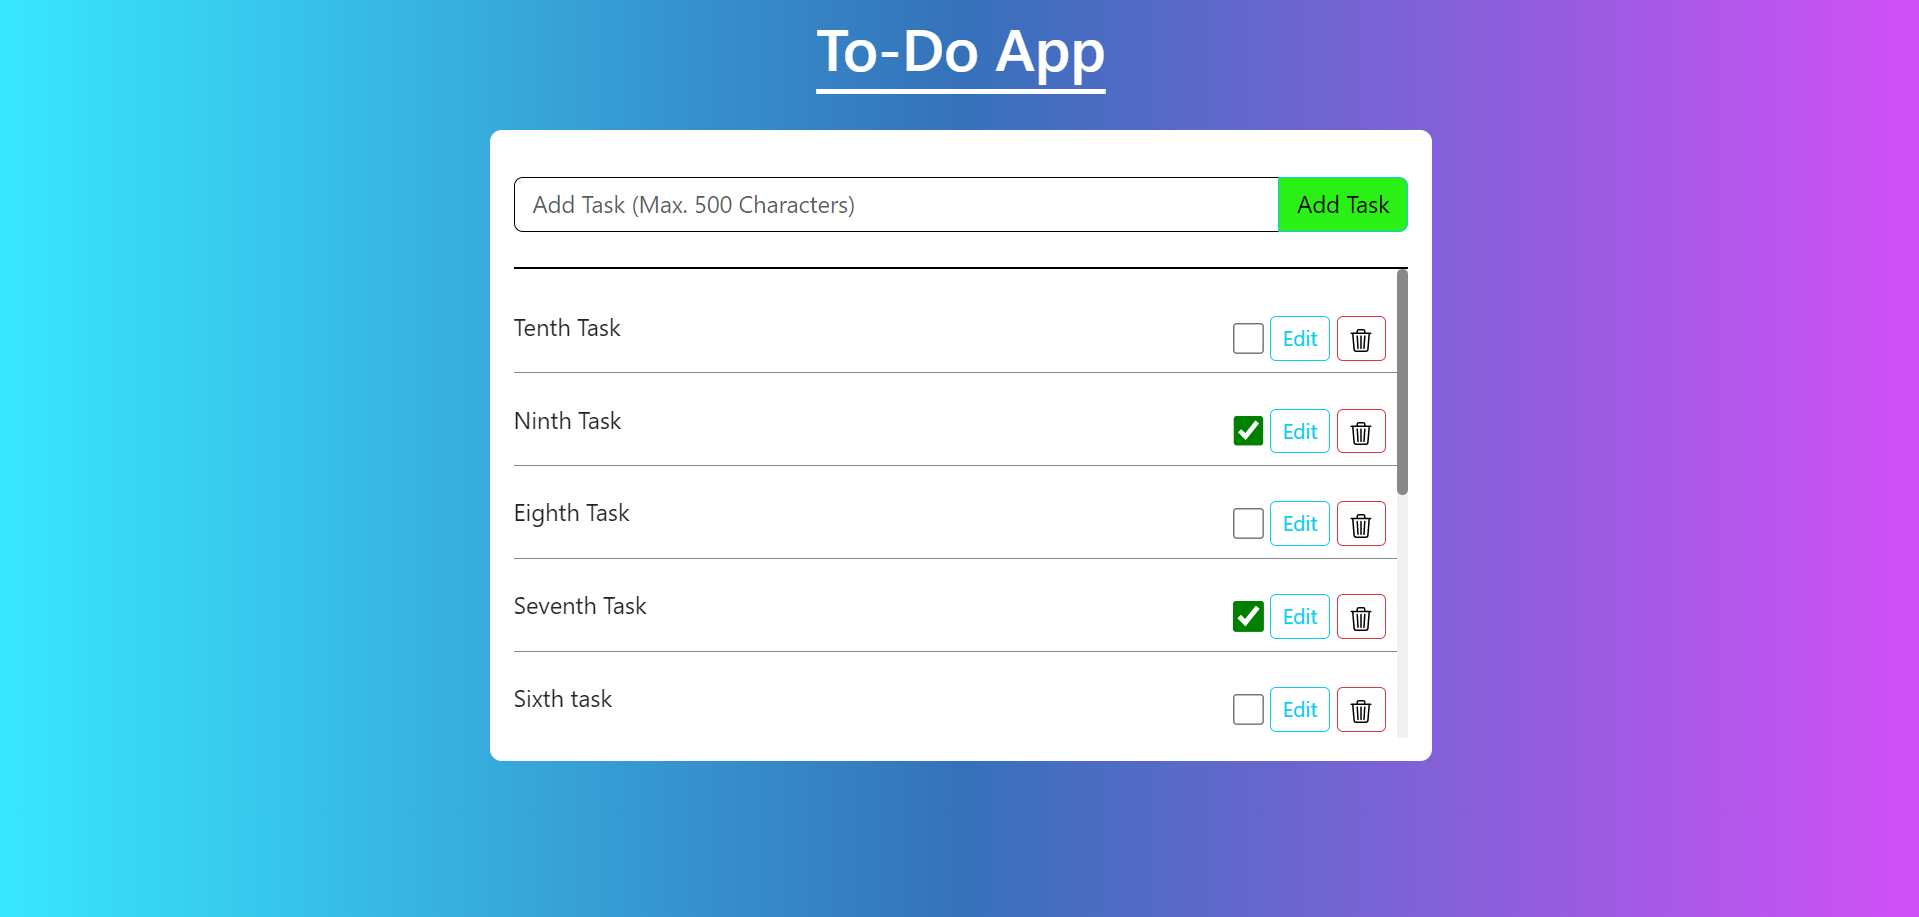 To-Do App
Add Task (Max. 500 Characters) Add Task
Tenth Task Edit
Ninth Task Edit
Eighth Task Edit
Seventh Task Edit
Sixth task Edit